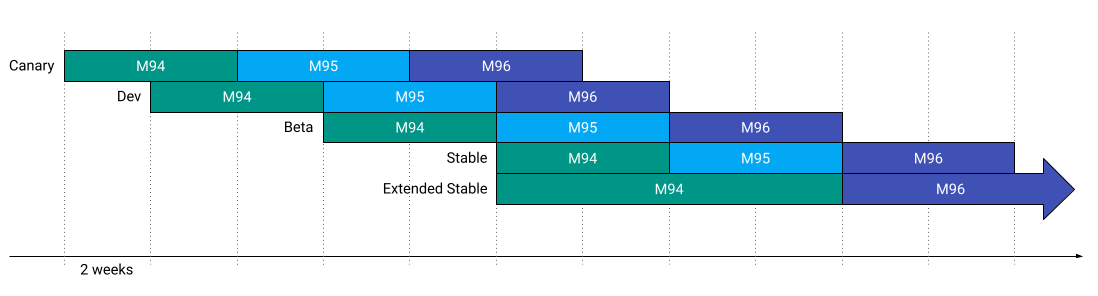 Canary M94 M95 M96
Dev M94 M95 M96
Beta M94 M95 M96
Stable M94 M95 M96
Extended Stable M94 M96
2 weeks